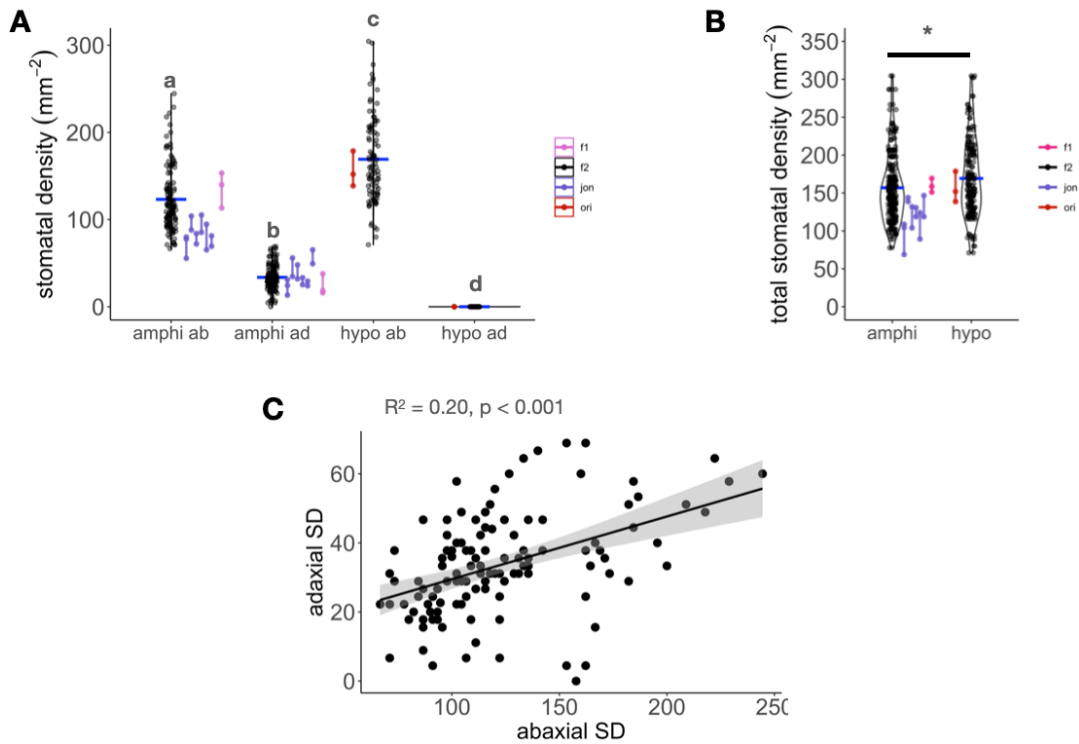 A
stomatal density (mm−2)
300
200
100
0
a
b
c
d
amphi ab
amphi ad
hypo ab
hypo ad
f1
f2
jon
ori
B
total stomatal density (mm−2)
350
300
250
200
150
100
50
0
*
amphi
hypo
f1
f2
jon
ori
C
R² = 0.20, p < 0.001
adaxial SD
60
40
20
0
100
150
200
250
abaxial SD